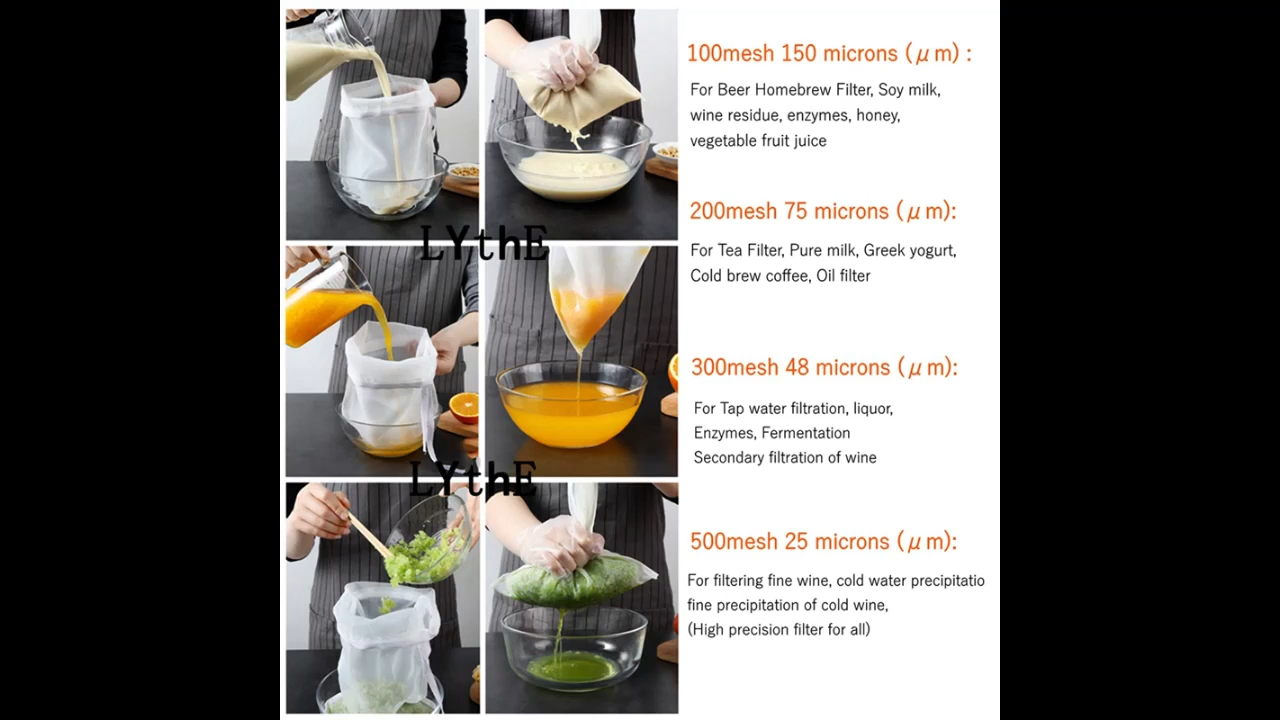 100mesh 150 microns (μm) :
For Beer Homebrew Filter, Soy milk,
wine residue, enzymes, honey,
vegetable fruit juice
200mesh 75 microns (μm):
For Tea Filter, Pure milk, Greek yogurt,
Cold brew coffee, Oil filter
300mesh 48 microns (μm):
For Tap water filtration, liquor,
Enzymes, Fermentation
Secondary filtration of wine
500mesh 25 microns (μm):
For filtering fine wine, cold water precipitatio
fine precipitation of cold wine,
(High precision filter for all)
LYthE
LYthE